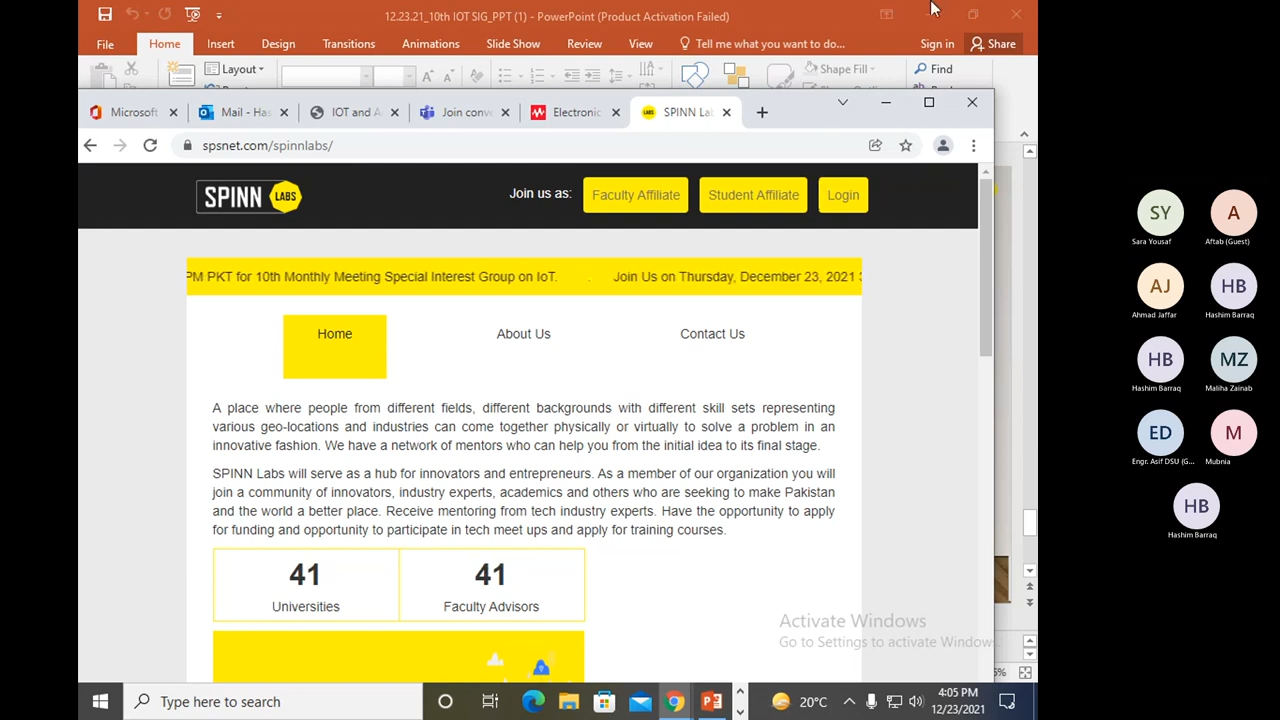 12.23.21_10th IOT SIG_PPT (1) - PowerPoint (Product Activation Failed)
File Home Insert Design Transitions Animations Slide Show Review View Tell me what you want to do... Sign in Share
Layout Shape Fill Find
Microsoft Mail - Has IOT and A Join conv Electronic SPINN La
spsnet.com/spinnlabs/
SPINN LABS
Join us as: Faculty Affiliate Student Affiliate Login
PM PKT for 10th Monthly Meeting Special Interest Group on IoT. . Join Us on Thursday, December 23, 2021 3
Home About Us Contact Us
A place where people from different fields, different backgrounds with different skill sets representing
various geo-locations and industries can come together physically or virtually to solve a problem in an
innovative fashion. We have a network of mentors who can help you from the initial idea to its final stage.
SPINN Labs will serve as a hub for innovators and entrepreneurs. As a member of our organization you will
join a community of innovators, industry experts, academics and others who are seeking to make Pakistan
and the world a better place. Receive mentoring from tech industry experts. Have the opportunity to apply
for funding and opportunity to participate in tech meet ups and apply for training courses.
41 41
Universities Faculty Advisors
Activate Windows
Go to Settings to activate Windows.
Type here to search
20°C
4:05 PM
12/23/2021
SY A
Sara Yousaf Aftab (Guest)
AJ HB
Ahmad Jaffar Hashim Barraq
HB MZ
Hashim Barraq Maliha Zainab
ED M
Engr. Asif DSU (G... Mubnia
HB
Hashim Barraq